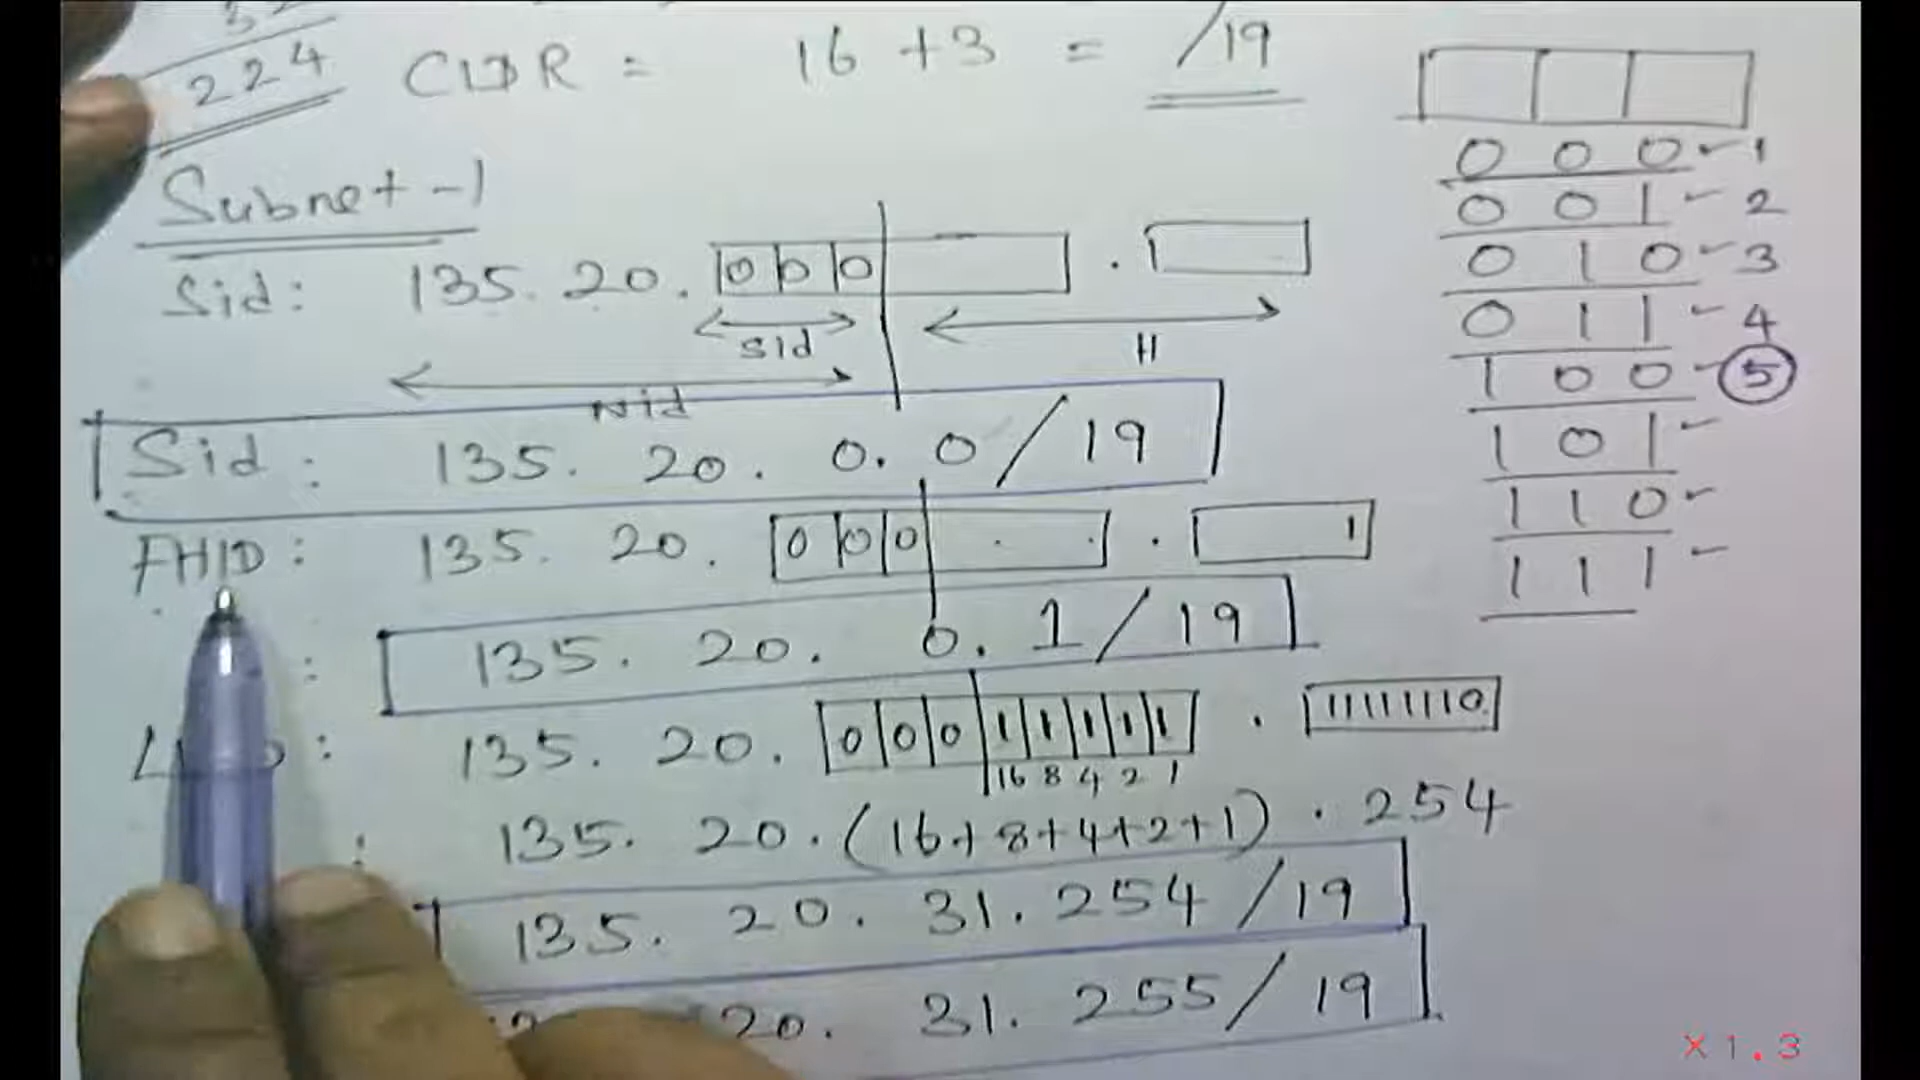 224
CIDR = 16 + 3 = /19
Subnet-1
Sid: 135.20. 0 0 0 .
Sid H
Nid
Sid: 135.20.0.0/19
FHID: 135.20. 0 0 0 . 1
: 135.20.0.1/19
: 135.20. 0 0 0 1 1 1 1 1 . 11111110
16 8 4 2 1
: 135.20.(16+8+4+2+1).254
135.20.31.254/19
20.31.255/19
0 0 0 - 1
0 0 1 - 2
0 1 0 - 3
0 1 1 - 4
1 0 0 - 5
1 0 1 -
1 1 0 -
1 1 1 -
×1.3